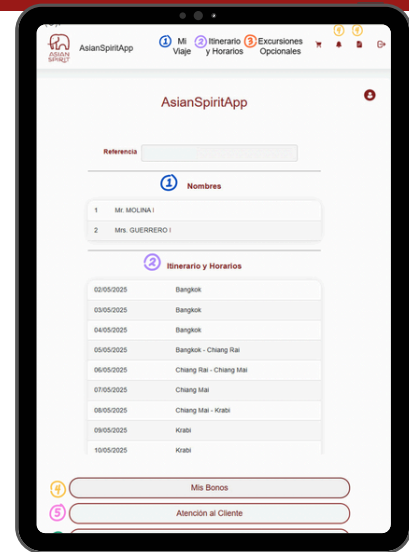 4 4
ASIAN
SPIRIT
AsianSpiritApp
1 Mi Viaje
2 Itinerario y Horarios
3 Excursiones Opcionales
AsianSpiritApp
Referencia
1 Nombres
1 Mr. MOLINA I
2 Mrs. GUERRERO I
2 Itinerario y Horarios
02/05/2025 Bangkok
03/05/2025 Bangkok
04/05/2025 Bangkok
05/05/2025 Bangkok - Chiang Rai
06/05/2025 Chiang Rai - Chiang Mai
07/05/2025 Chiang Mai
08/05/2025 Chiang Mai - Krabi
09/05/2025 Krabi
10/05/2025 Krabi
4 Mis Bonos
5 Atención al Cliente